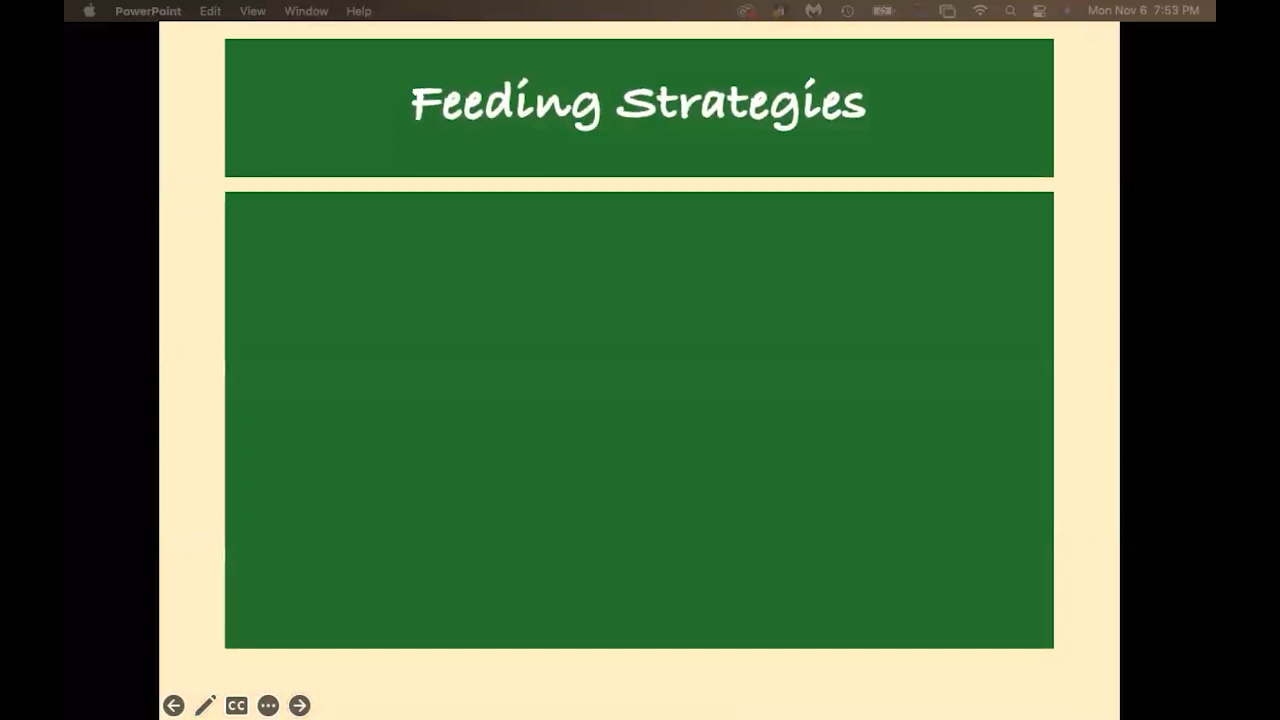 PowerPoint Edit View Window Help Mon Nov 6 7:53 PM
Feeding Strategies
CC